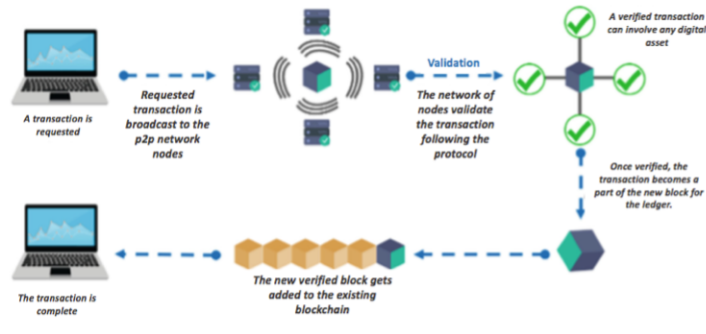 A transaction is
requested
Requested
transaction is
broadcast to the
p2p network
nodes
Validation
The network of
nodes validate
the transaction
following the
protocol
A verified transaction
can involve any digital
asset
Once verified, the
transaction becomes a
part of the new block for
the ledger.
The new verified block gets
added to the existing
blockchain
The transaction is
complete